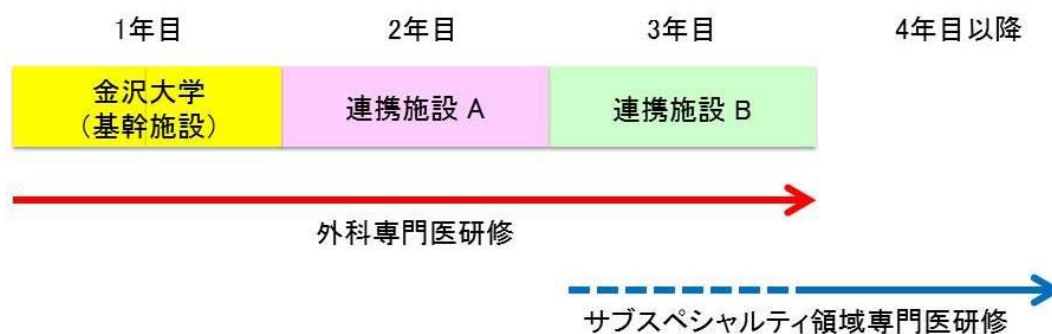 1年目
2年目
3年目
4年目以降
金沢大学
（基幹施設）
連携施設 A
連携施設 B
外科専門医研修
サブスペシャルティ領域専門医研修